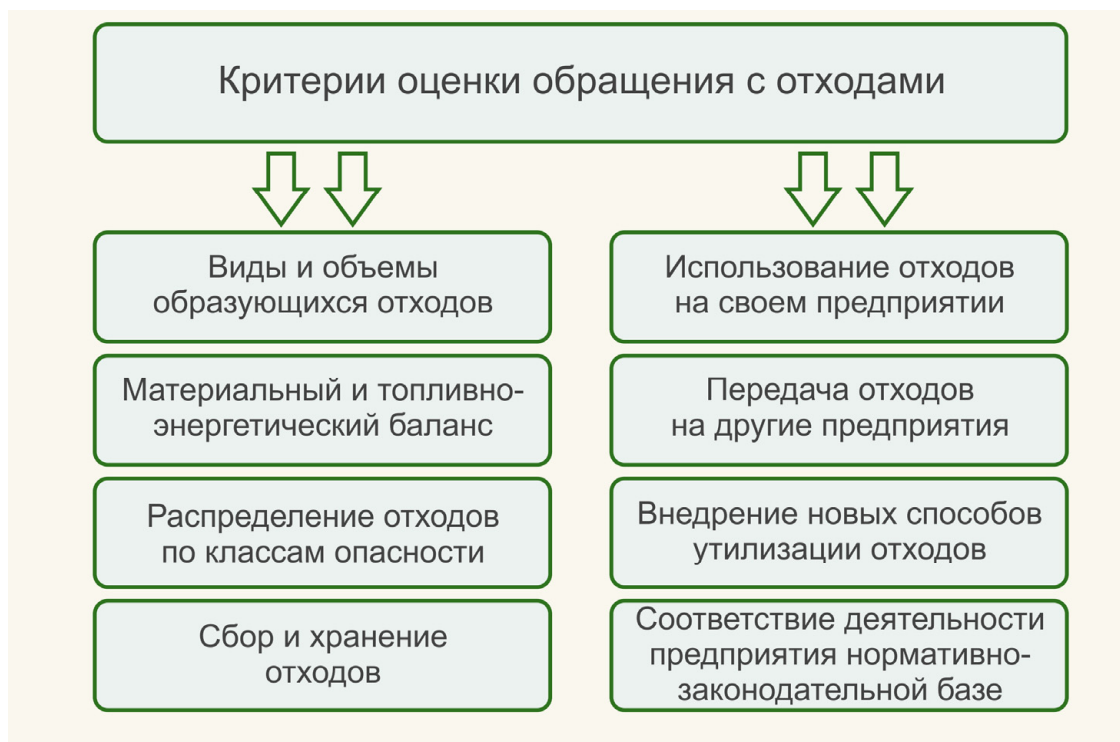 Критерии оценки обращения с отходами
Виды и объемы
образующихся отходов
Материальный и топливно-
энергетический баланс
Распределение отходов
по классам опасности
Сбор и хранение
отходов
Использование отходов
на своем предприятии
Передача отходов
на другие предприятия
Внедрение новых способов
утилизации отходов
Соответствие деятельности
предприятия нормативно-
законодательной базе